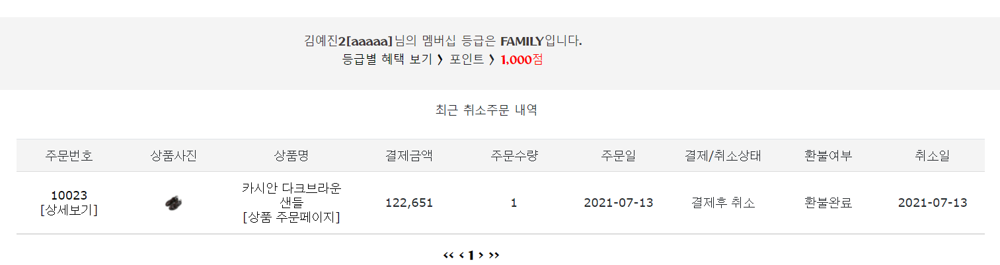 김예진2[aaaaa]님의 멤버십 등급은 FAMILY입니다.
등급별 혜택 보기 > 포인트 > 1,000점
최근 취소주문 내역
주문번호 상품사진 상품명 결제금액 주문수량 주문일 결제/취소상태 환불여부 취소일
10023
[상세보기]
카시안 다크브라운
샌들
[상품 주문페이지]
122,651 1 2021-07-13 결제후 취소 환불완료 2021-07-13
<< < 1 > >>